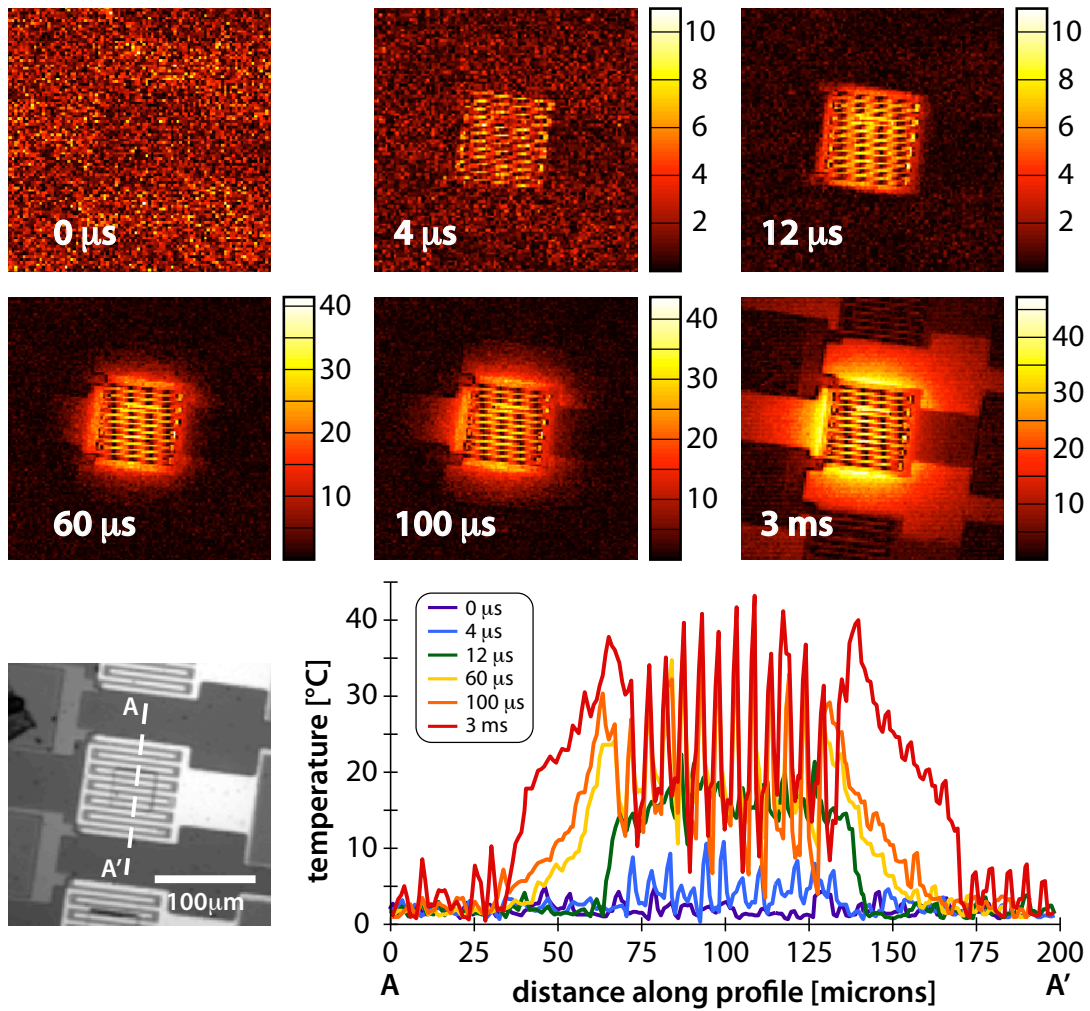 0 μs
4 μs
10
8
6
4
2
12 μs
10
8
6
4
2
60 μs
40
30
20
10
100 μs
40
30
20
10
3 ms
40
30
20
10
A
A’
100μm
temperature [°C]
40
30
20
10
0
0 μs
4 μs
12 μs
60 μs
100 μs
3 ms
0 25 50 75 100 125 150 175 200
A distance along profile [microns] A’